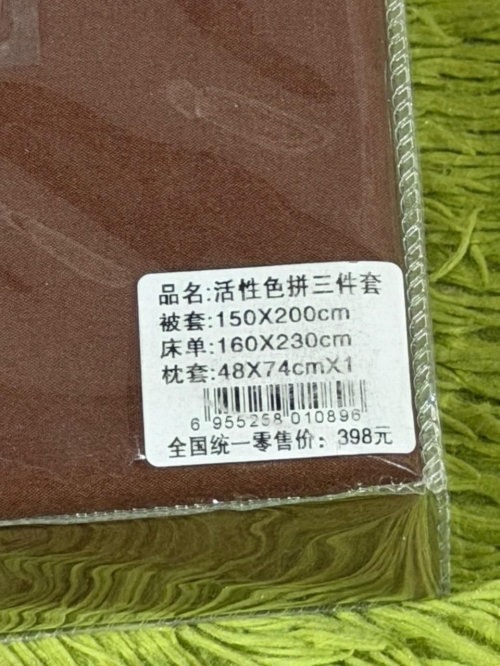 品名:活性色拼三件套
被套:150X200cm
床单:160X230cm
枕套:48X74cmX1
6 955258 010896
全国统一零售价: 398元